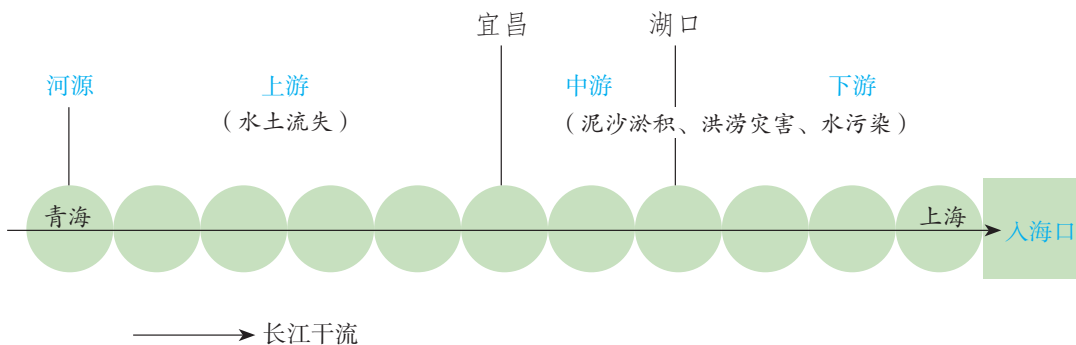 宜昌
湖口
河源
上游
中游
下游
（水土流失）
（泥沙淤积、洪涝灾害、水污染）
青海
上海
入海口
长江干流